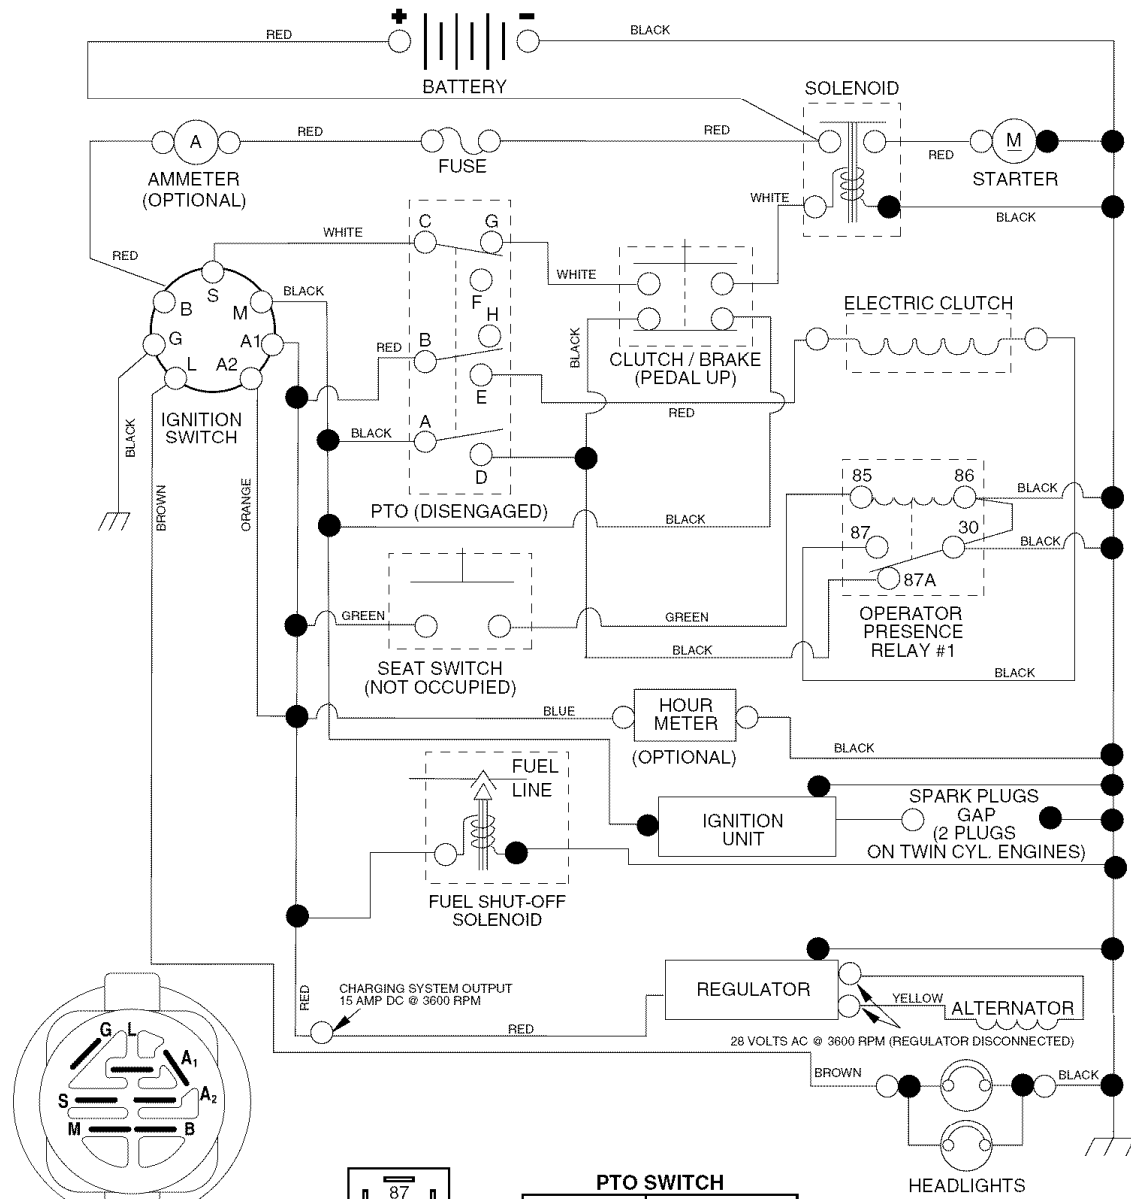 + -
RED
BLACK
BATTERY
SOLENOID
A
RED
RED
M
AMMETER
(OPTIONAL)
FUSE
RED
STARTER
WHITE
BLACK
C
G
WHITE
RED
WHITE
S
B
M
BLACK
F
H
ELECTRIC CLUTCH
G
A1
RED
B
BLACK
CLUTCH / BRAKE
(PEDAL UP)
L
A2
E
RED
IGNITION
SWITCH
BLACK
BLACK
A
D
85
86
BLACK
BROWN
ORANGE
PTO (DISENGAGED)
BLACK
87
30
BLACK
87A
GREEN
GREEN
OPERATOR
PRESENCE
RELAY #1
BLACK
SEAT SWITCH
(NOT OCCUPIED)
BLACK
BLUE
HOUR
METER
(OPTIONAL)
BLACK
FUEL
LINE
IGNITION
UNIT
SPARK PLUGS
GAP
(2 PLUGS
ON TWIN CYL. ENGINES)
FUEL SHUT-OFF
SOLENOID
RED
CHARGING SYSTEM OUTPUT
15 AMP DC @ 3600 RPM
RED
REGULATOR
YELLOW
ALTERNATOR
28 VOLTS AC @ 3600 RPM (REGULATOR DISCONNECTED)
BROWN
BLACK
HEADLIGHTS
G L
A1
S
A2
M
B
87
PTO SWITCH